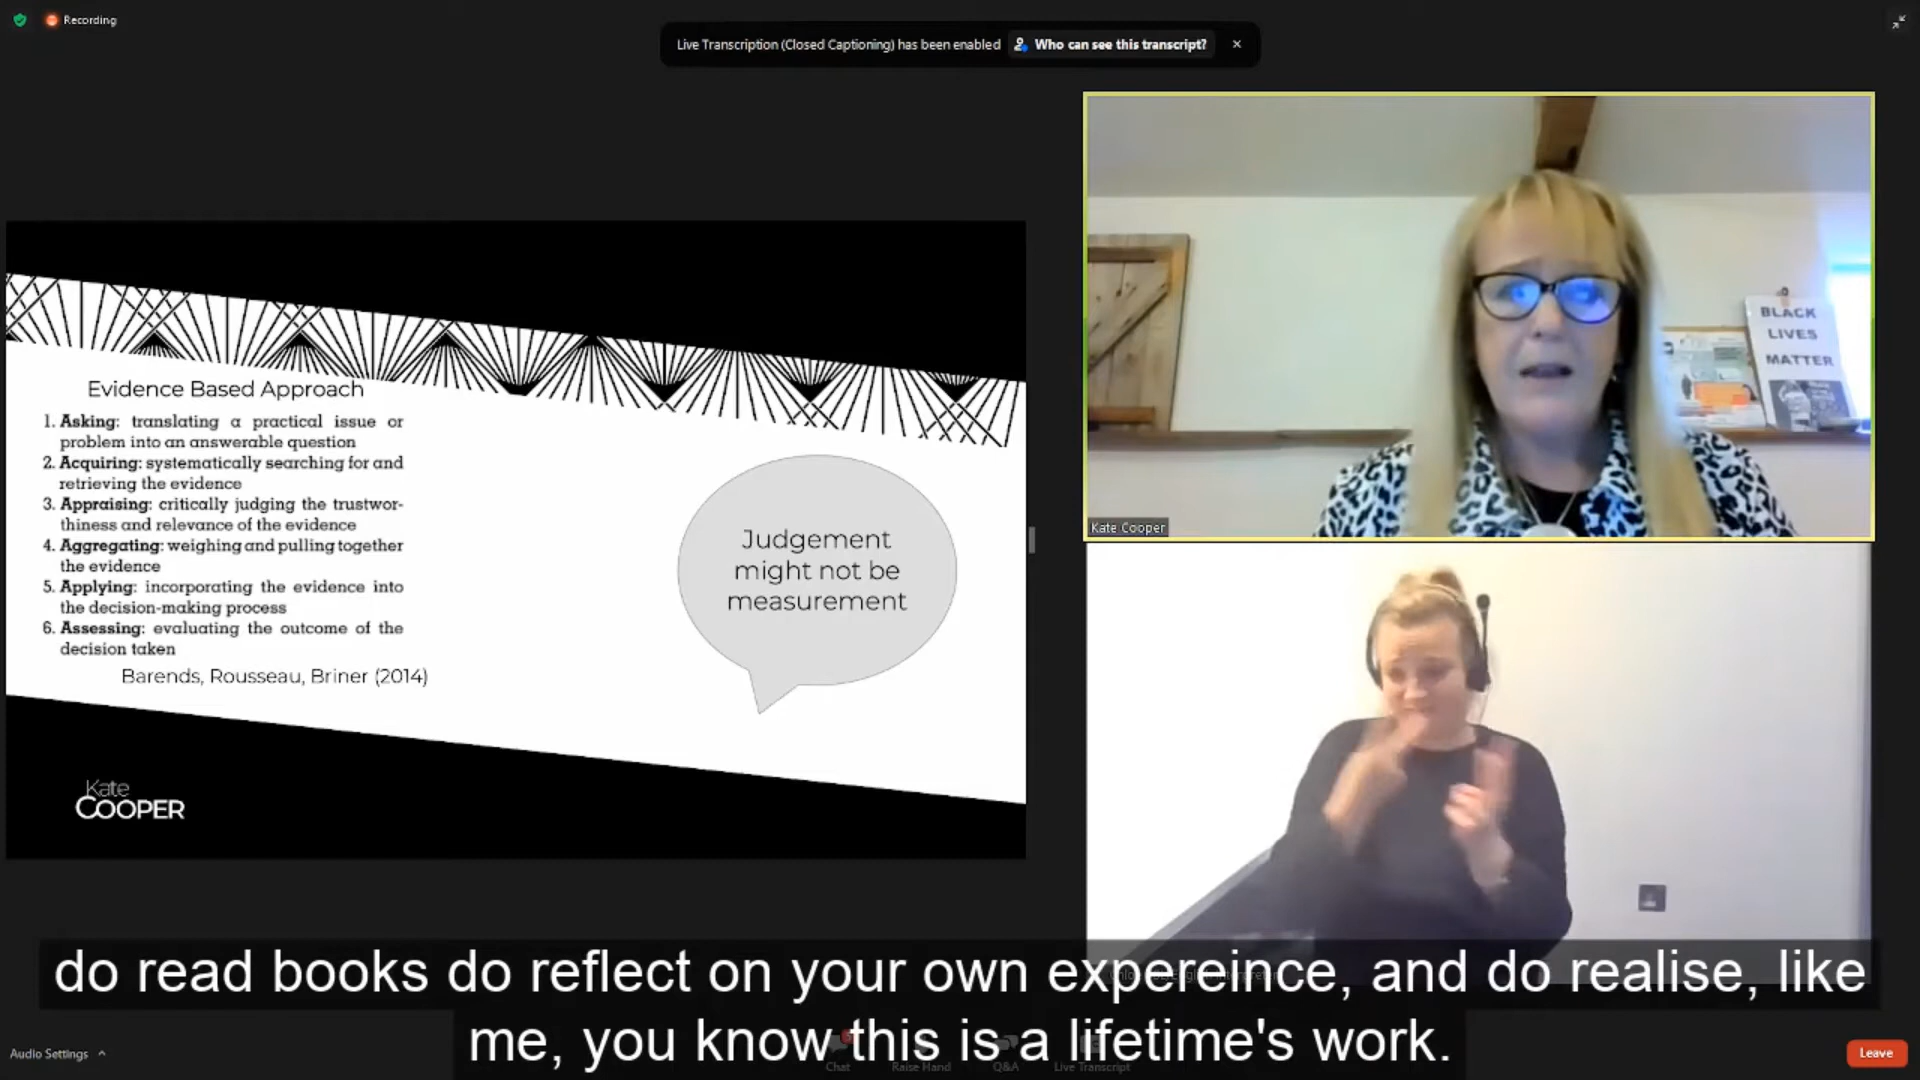 Recording
Live Transcription (Closed Captioning) has been enabled
Who can see this transcript?
Evidence Based Approach
1. Asking: translating a practical issue or
problem into an answerable question
2. Acquiring: systematically searching for and
retrieving the evidence
3. Appraising: critically judging the trustwor-
thiness and relevance of the evidence
4. Aggregating: weighing and pulling together
the evidence
5. Applying: incorporating the evidence into
the decision-making process
6. Assessing: evaluating the outcome of the
decision taken
Barends, Rousseau, Briner (2014)
Judgement
might not be
measurement
Kate
COOPER
BLACK
LIVES
MATTER
Kate Cooper
do read books do reflect on your own expereince, and do realise, like
me, you know this is a lifetime's work.
Audio Settings
Chat
Raise Hand
Q&A
Live Transcript
Leave